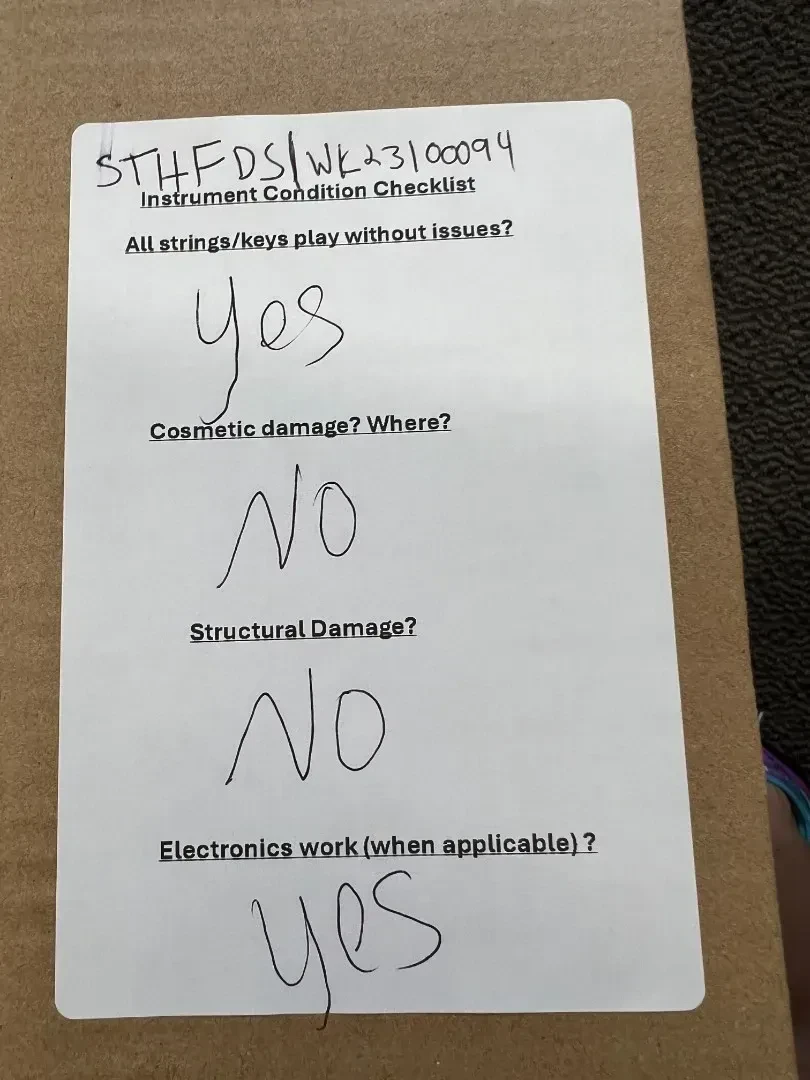 STHFDS|WK23100094
Instrument Condition Checklist
All strings/keys play without issues?
Yes
Cosmetic damage? Where?
NO
Structural Damage?
NO
Electronics work (when applicable) ?
yes